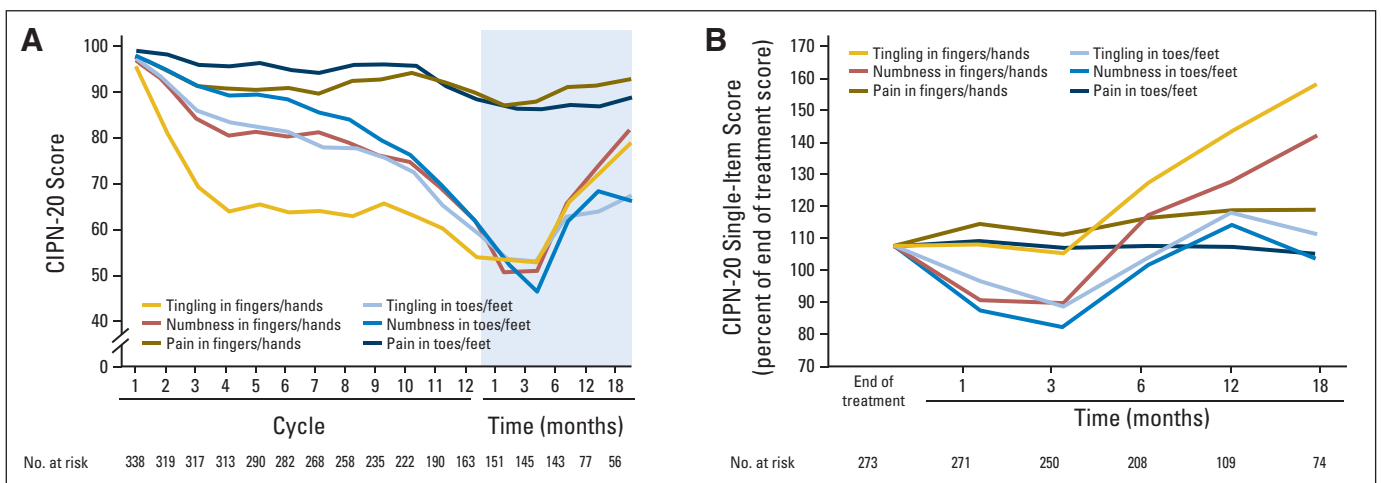 A
CIPN-20 Score
100
90
80
70
60
50
40
0
Tingling in fingers/hands
Numbness in fingers/hands
Pain in fingers/hands
Tingling in toes/feet
Numbness in toes/feet
Pain in toes/feet
1 2 3 4 5 6 7 8 9 10 11 12 1 3 6 12 18
Cycle Time (months)
No. at risk 338 319 317 313 290 282 268 258 235 222 190 163 151 145 143 77 56
B
CIPN-20 Single-Item Score
(percent of end of treatment score)
170
160
150
140
130
120
110
100
90
80
70
Tingling in fingers/hands
Numbness in fingers/hands
Pain in fingers/hands
Tingling in toes/feet
Numbness in toes/feet
Pain in toes/feet
End of
treatment
1 3 6 12 18
Time (months)
No. at risk 273 271 250 208 109 74